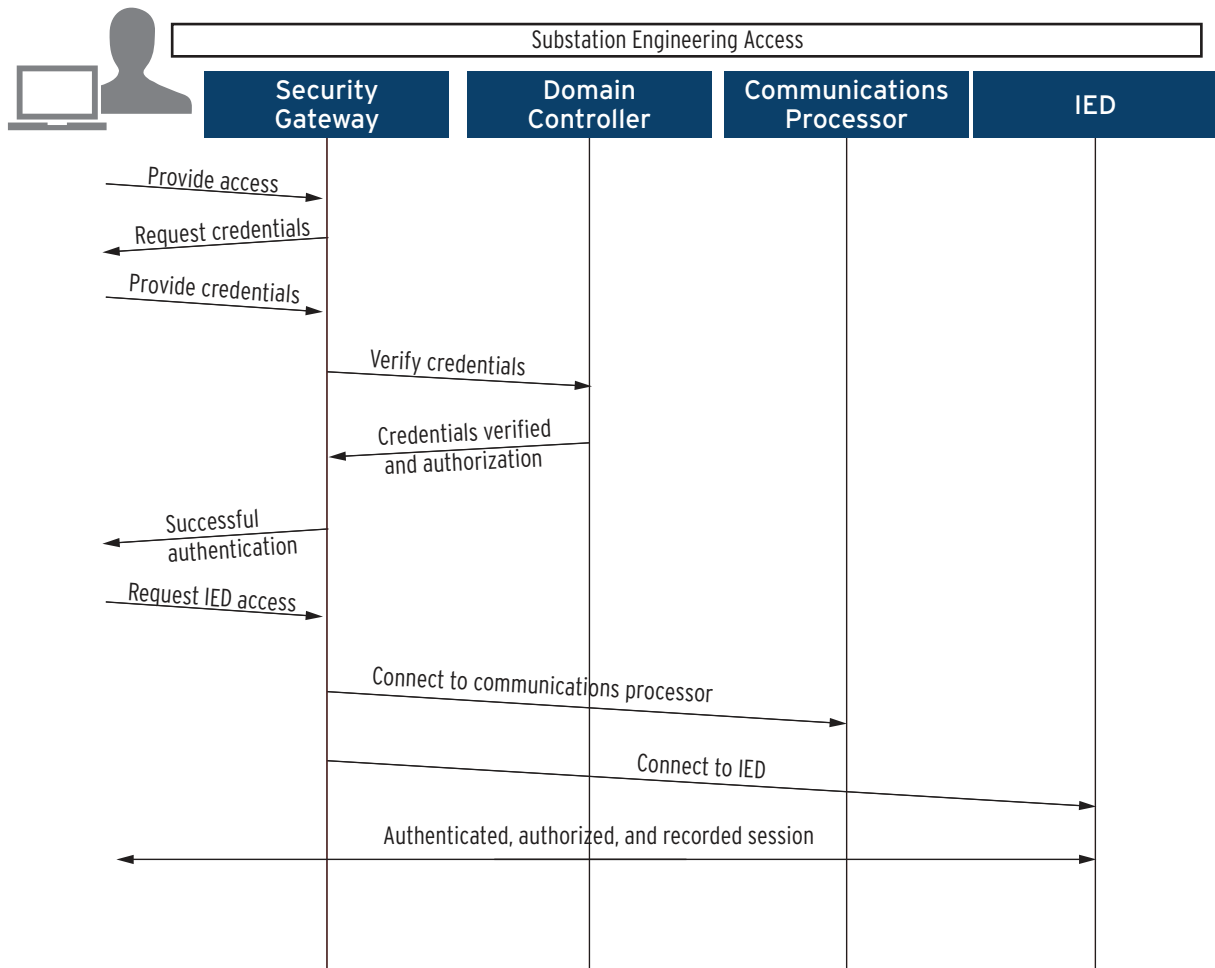 Substation Engineering Access
Security
Gateway
Domain
Controller
Communications
Processor
IED
Provide access
Request credentials
Provide credentials
Verify credentials
Credentials verified
and authorization
Successful
authentication
Request IED access
Connect to communications processor
Connect to IED
Authenticated, authorized, and recorded session